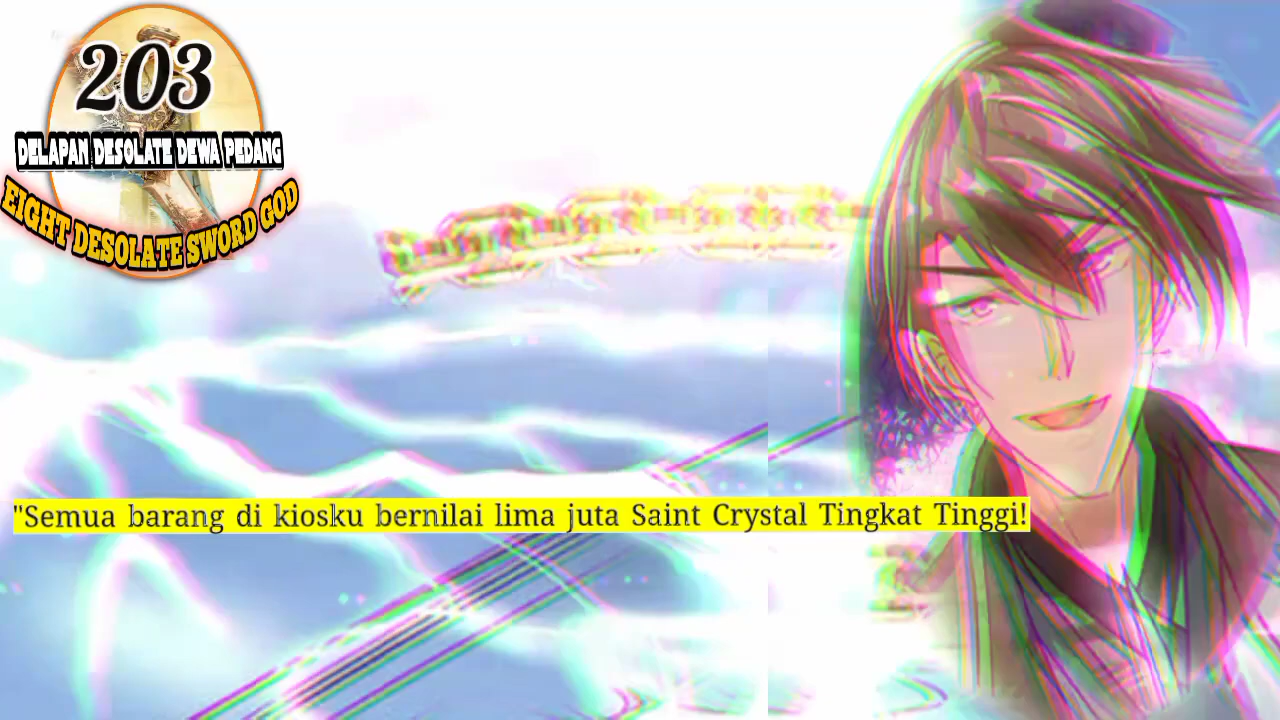 203
DELAPAN DESOLATE DEWA PEDANG
EIGHT DESOLATE SWORD GOD
"Semua barang di kiosku bernilai lima juta Saint Crystal Tingkat Tinggi!